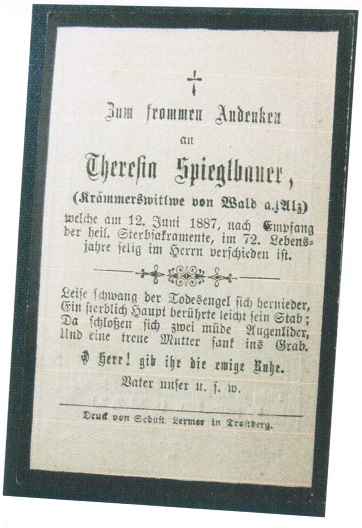 Zum frommen Andenken
an
Theresia Spieglbauer,
(Krämmerswittwe von Wald a. Alz)
welche am 12. Juni 1887, nach Empfang
der heil. Sterbsakramente, im 72. Lebens-
jahre selig im Herrn verschieden ist.
Leise schwang der Todesengel sich hernieder,
Ein sterblich Haupt berührte leicht sein Stab;
Da schloßen sich zwei müde Augenlider,
Und eine treue Mutter sank ins Grab.
O Herr! gib ihr die ewige Ruhe.
Vater unser u. s. w.
Druck von Sebast. Lermer in Trostberg.